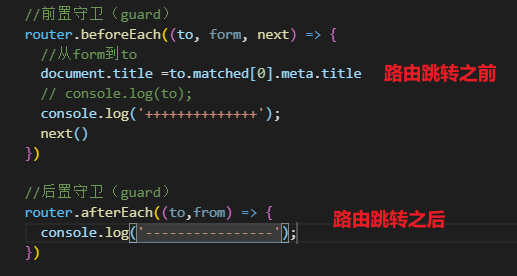 //前置守卫（guard）
router.beforeEach((to, form, next) => {
//从form到to
document.title =to.matched[0].meta.title
路由跳转之前
// console.log(to);
console.log('++++++++++++++');
next()
})
//后置守卫（guard）
router.afterEach((to,from) => {
路由跳转之后
console.log('----------------');
})